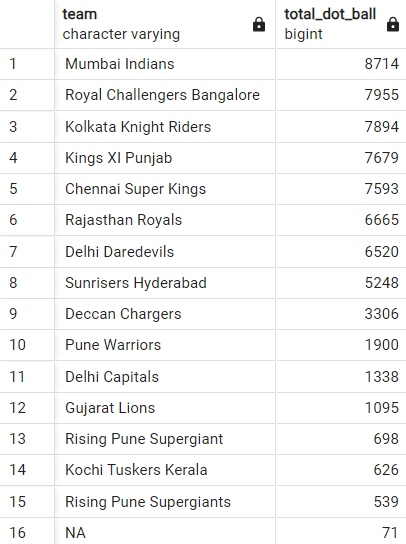 team total_dot_ball
character varying bigint
1 Mumbai Indians 8714
2 Royal Challengers Bangalore 7955
3 Kolkata Knight Riders 7894
4 Kings XI Punjab 7679
5 Chennai Super Kings 7593
6 Rajasthan Royals 6665
7 Delhi Daredevils 6520
8 Sunrisers Hyderabad 5248
9 Deccan Chargers 3306
10 Pune Warriors 1900
11 Delhi Capitals 1338
12 Gujarat Lions 1095
13 Rising Pune Supergiant 698
14 Kochi Tuskers Kerala 626
15 Rising Pune Supergiants 539
16 NA 71